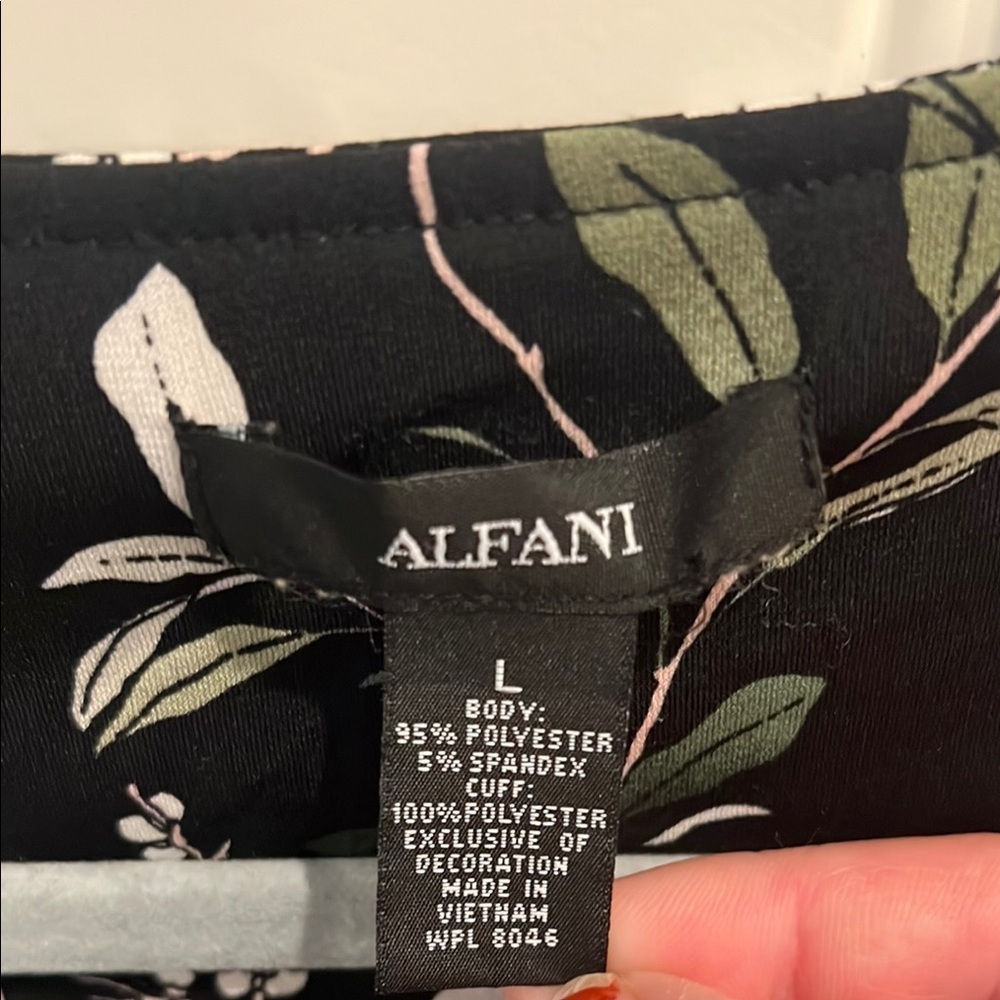 ALFANI
L
BODY:
95% POLYESTER
5% SPANDEX
CUFF:
100% POLYESTER
EXCLUSIVE OF
DECORATION
MADE IN
VIETNAM
WPL 8046